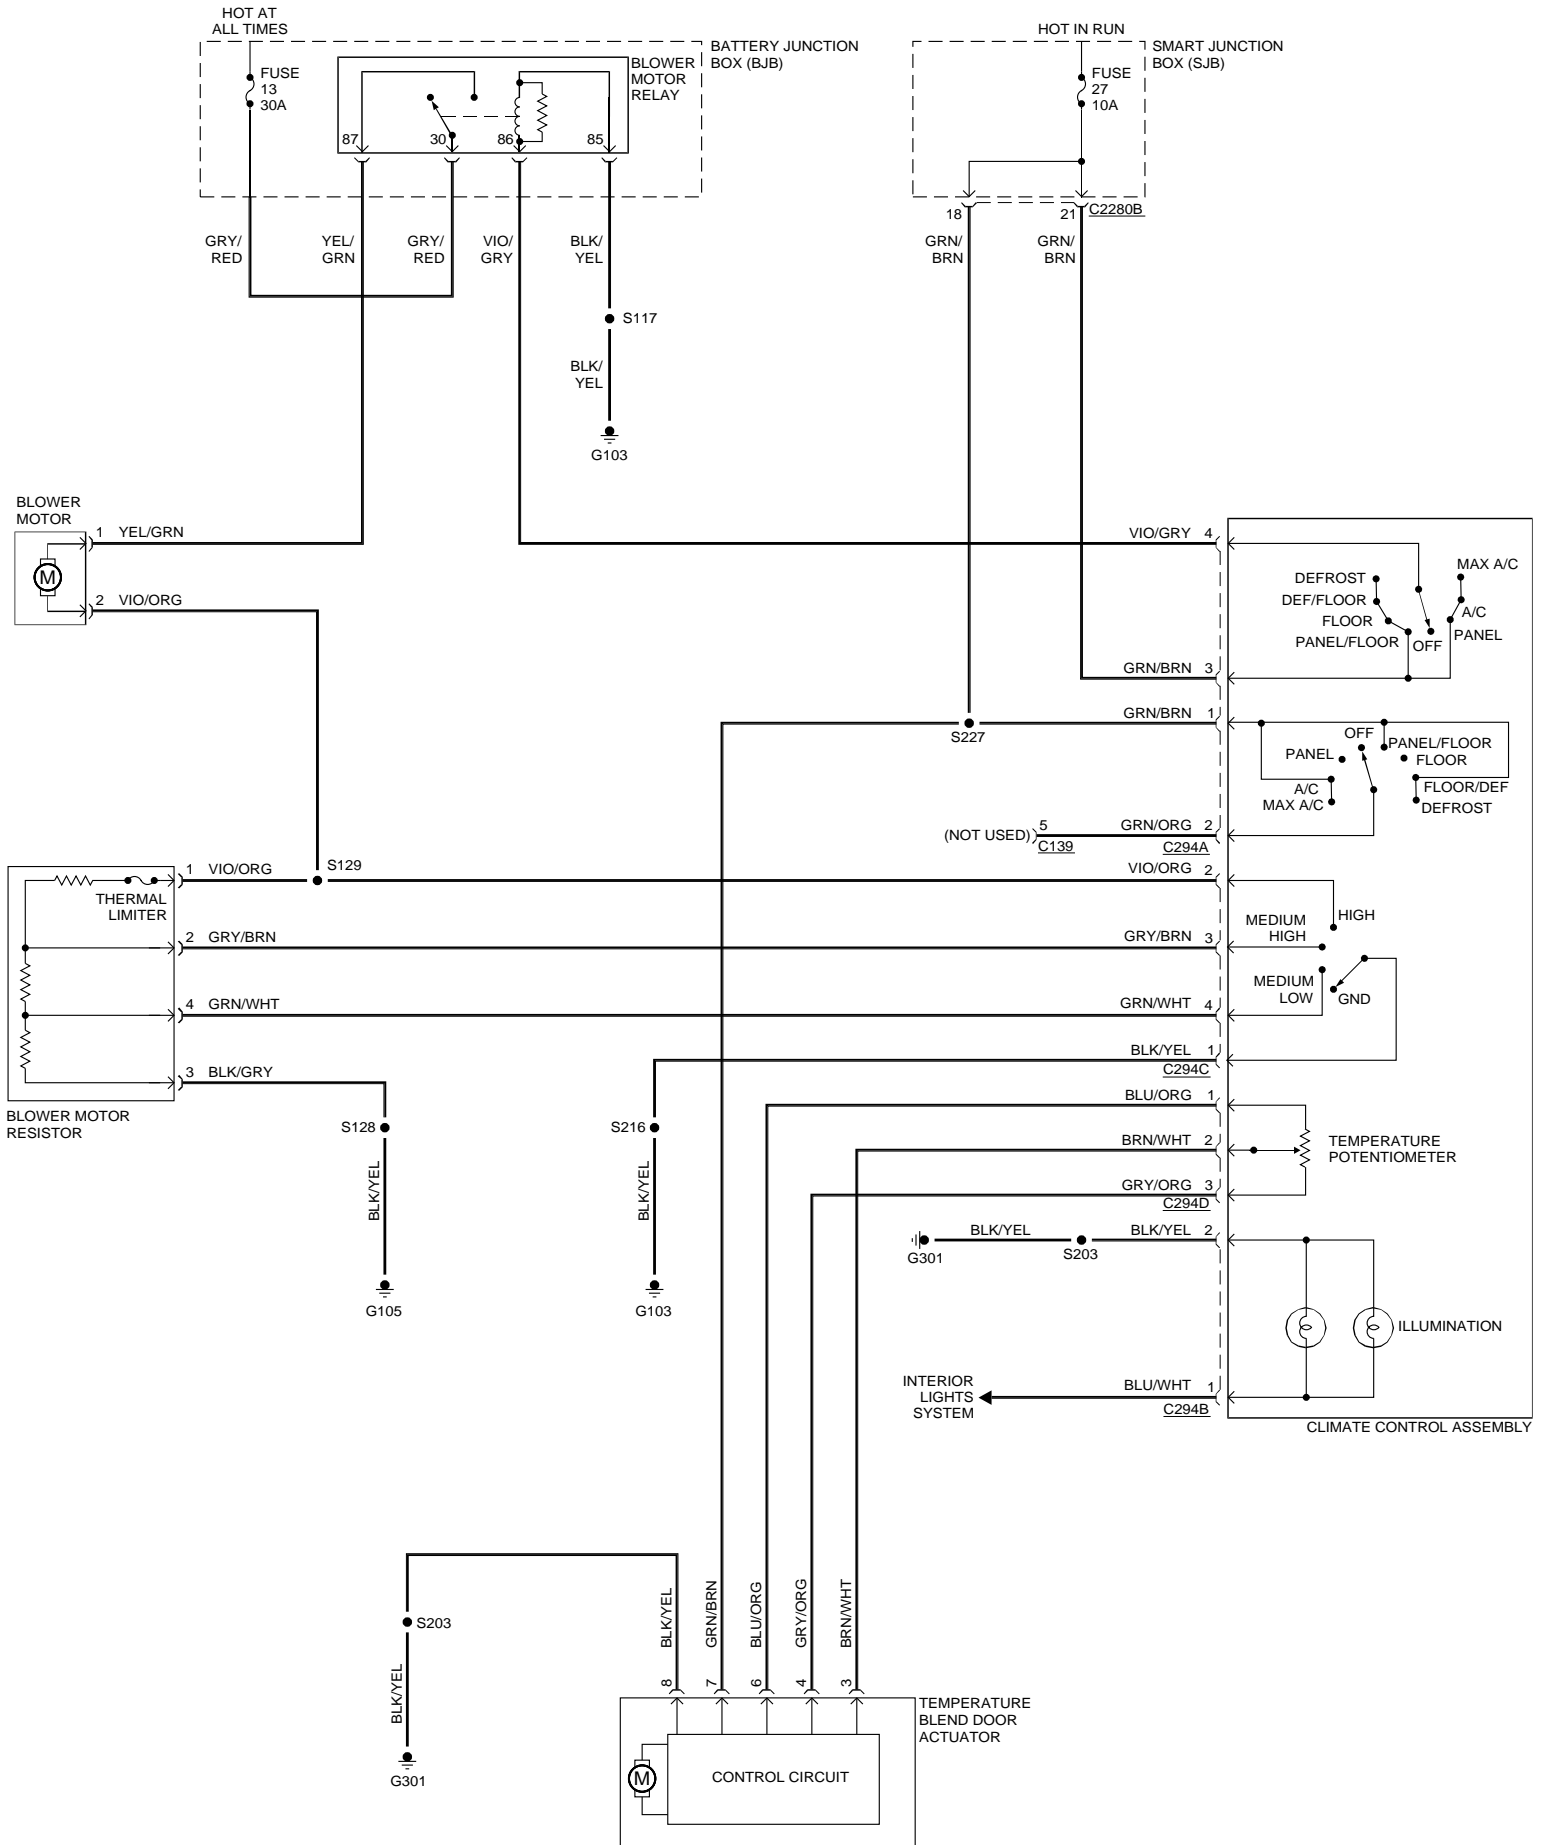 HOT AT
ALL TIMES
HOT IN RUN
BATTERY JUNCTION
BOX (BJB)
SMART JUNCTION
BOX (SJB)
FUSE
13
30A
BLOWER
MOTOR
RELAY
FUSE
27
10A
87
30
86
85
18
21
C2280B
GRY/
RED
YEL/
GRN
GRY/
RED
VIO/
GRY
BLK/
YEL
GRN/
BRN
GRN/
BRN
S117
BLK/
YEL
G103
BLOWER
MOTOR
1 YEL/GRN
M
2 VIO/ORG
VIO/GRY 4
MAX A/C
DEFROST
DEF/FLOOR
A/C
FLOOR
PANEL
PANEL/FLOOR
OFF
GRN/BRN 3
GRN/BRN 1
S227
OFF
PANEL/FLOOR
PANEL
FLOOR
A/C
FLOOR/DEF
MAX A/C
DEFROST
(NOT USED)
5
C139
GRN/ORG 2
C294A
1 VIO/ORG
S129
VIO/ORG 2
THERMAL
LIMITER
HIGH
MEDIUM
HIGH
2 GRY/BRN
GRY/BRN 3
MEDIUM
LOW
GND
4 GRN/WHT
GRN/WHT 4
BLK/YEL 1
C294C
3 BLK/GRY
BLOWER MOTOR
RESISTOR
BLU/ORG 1
S128
S216
BRN/WHT 2
TEMPERATURE
POTENTIOMETER
BLK/YEL
BLK/YEL
GRY/ORG 3
C294D
G301
BLK/YEL
S203
BLK/YEL 2
G105
G103
ILLUMINATION
INTERIOR
LIGHTS
SYSTEM
BLU/WHT 1
C294B
CLIMATE CONTROL ASSEMBLY
S203
BLK/YEL
BLK/YEL
GRN/BRN
BLU/ORG
GRY/ORG
BRN/WHT
8
7
6
4
3
TEMPERATURE
BLEND DOOR
ACTUATOR
G301
M
CONTROL CIRCUIT